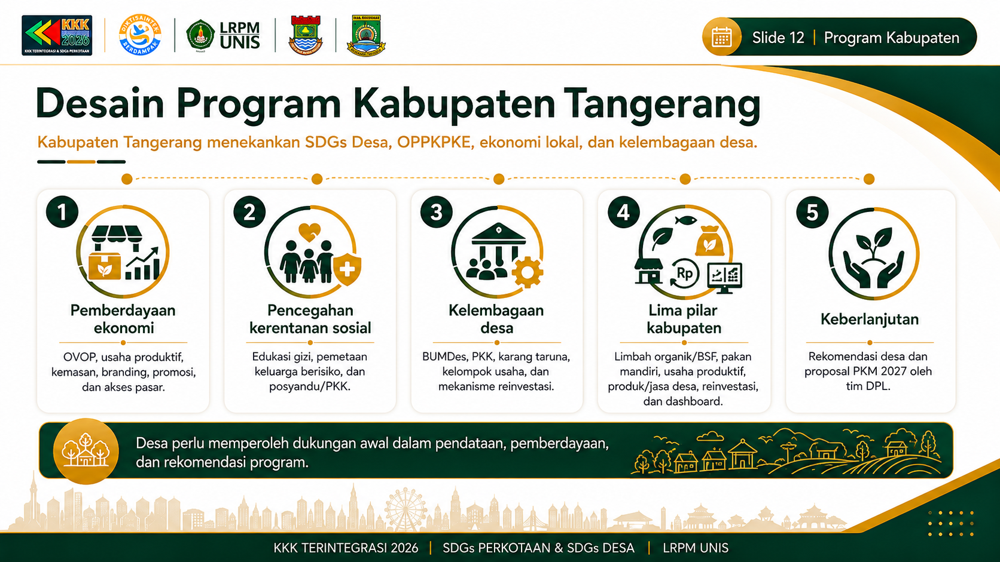 KKK
2026
KKK TERINTEGRASI & SDGs PERKOTAAN
DIKTISAINTEK
BERDAMPAK
LRPM
UNIS
Slide 12 | Program Kabupaten
Desain Program Kabupaten Tangerang
Kabupaten Tangerang menekankan SDGs Desa, OPPKPKE, ekonomi lokal, dan kelembagaan desa.
1
Pemberdayaan
ekonomi
OVOP, usaha produktif,
kemasan, branding, promosi,
dan akses pasar.
2
Pencegahan
kerentanan sosial
Edukasi gizi, pemetaan
keluarga berisiko, dan
posyandu/PKK.
3
Kelembagaan
desa
BUMDes, PKK, karang taruna,
kelompok usaha, dan
mekanisme reinvestasi.
4
Rp
Lima pilar
kabupaten
Limbah organik/BSF, pakan
mandiri, usaha produktif,
produk/jasa desa, reinvestasi,
dan dashboard.
5
Keberlanjutan
Rekomendasi desa dan
proposal PKM 2027 oleh
tim DPL.
Desa perlu memperoleh dukungan awal dalam pendataan, pemberdayaan,
dan rekomendasi program.
KKK TERINTEGRASI 2026 | SDGs PERKOTAAN & SDGs DESA | LRPM UNIS